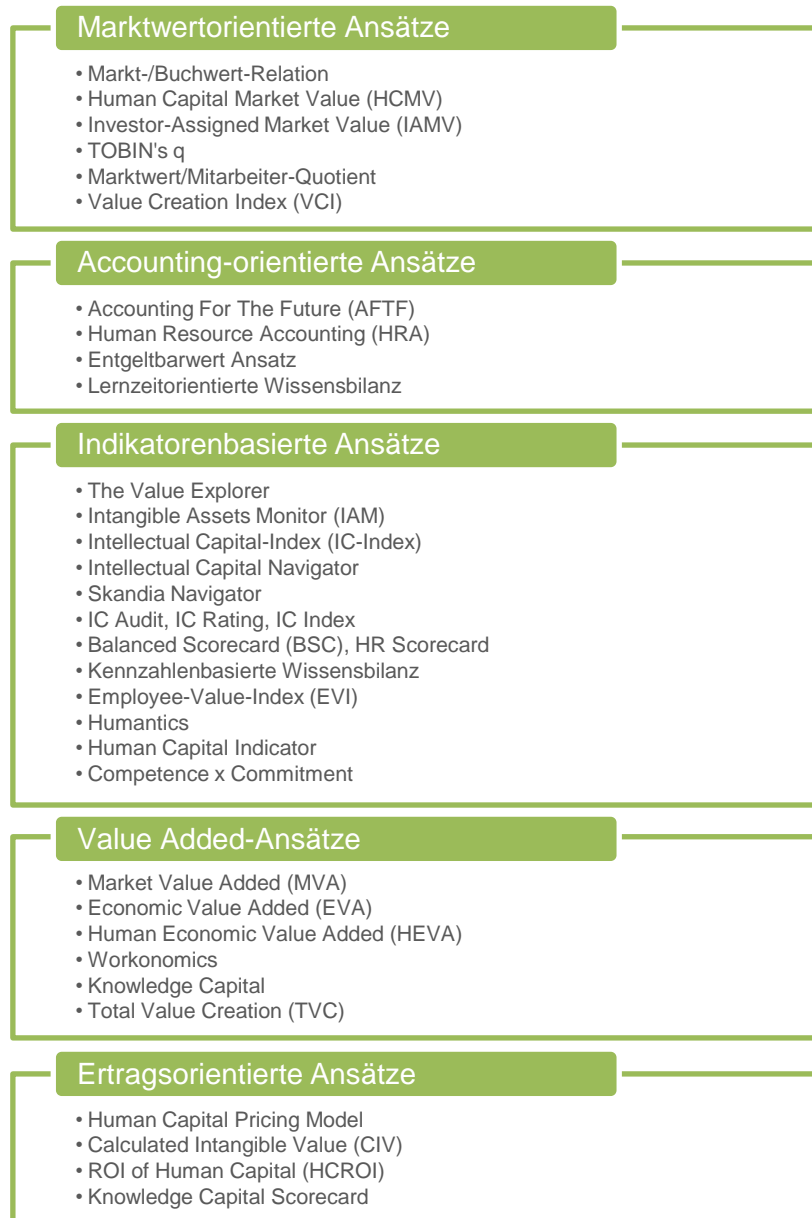 Marktwertorientierte Ansätze
• Markt-/Buchwert-Relation
• Human Capital Market Value (HCMV)
• Investor-Assigned Market Value (IAMV)
• TOBIN's q
• Marktwert/Mitarbeiter-Quotient
• Value Creation Index (VCI)
Accounting-orientierte Ansätze
• Accounting For The Future (AFTF)
• Human Resource Accounting (HRA)
• Entgeltbarwert Ansatz
• Lernzeitorientierte Wissensbilanz
Indikatorenbasierte Ansätze
• The Value Explorer
• Intangible Assets Monitor (IAM)
• Intellectual Capital-Index (IC-Index)
• Intellectual Capital Navigator
• Skandia Navigator
• IC Audit, IC Rating, IC Index
• Balanced Scorecard (BSC), HR Scorecard
• Kennzahlenbasierte Wissensbilanz
• Employee-Value-Index (EVI)
• Humantics
• Human Capital Indicator
• Competence x Commitment
Value Added-Ansätze
• Market Value Added (MVA)
• Economic Value Added (EVA)
• Human Economic Value Added (HEVA)
• Workonomics
• Knowledge Capital
• Total Value Creation (TVC)
Ertragsorientierte Ansätze
• Human Capital Pricing Model
• Calculated Intangible Value (CIV)
• ROI of Human Capital (HCROI)
• Knowledge Capital Scorecard